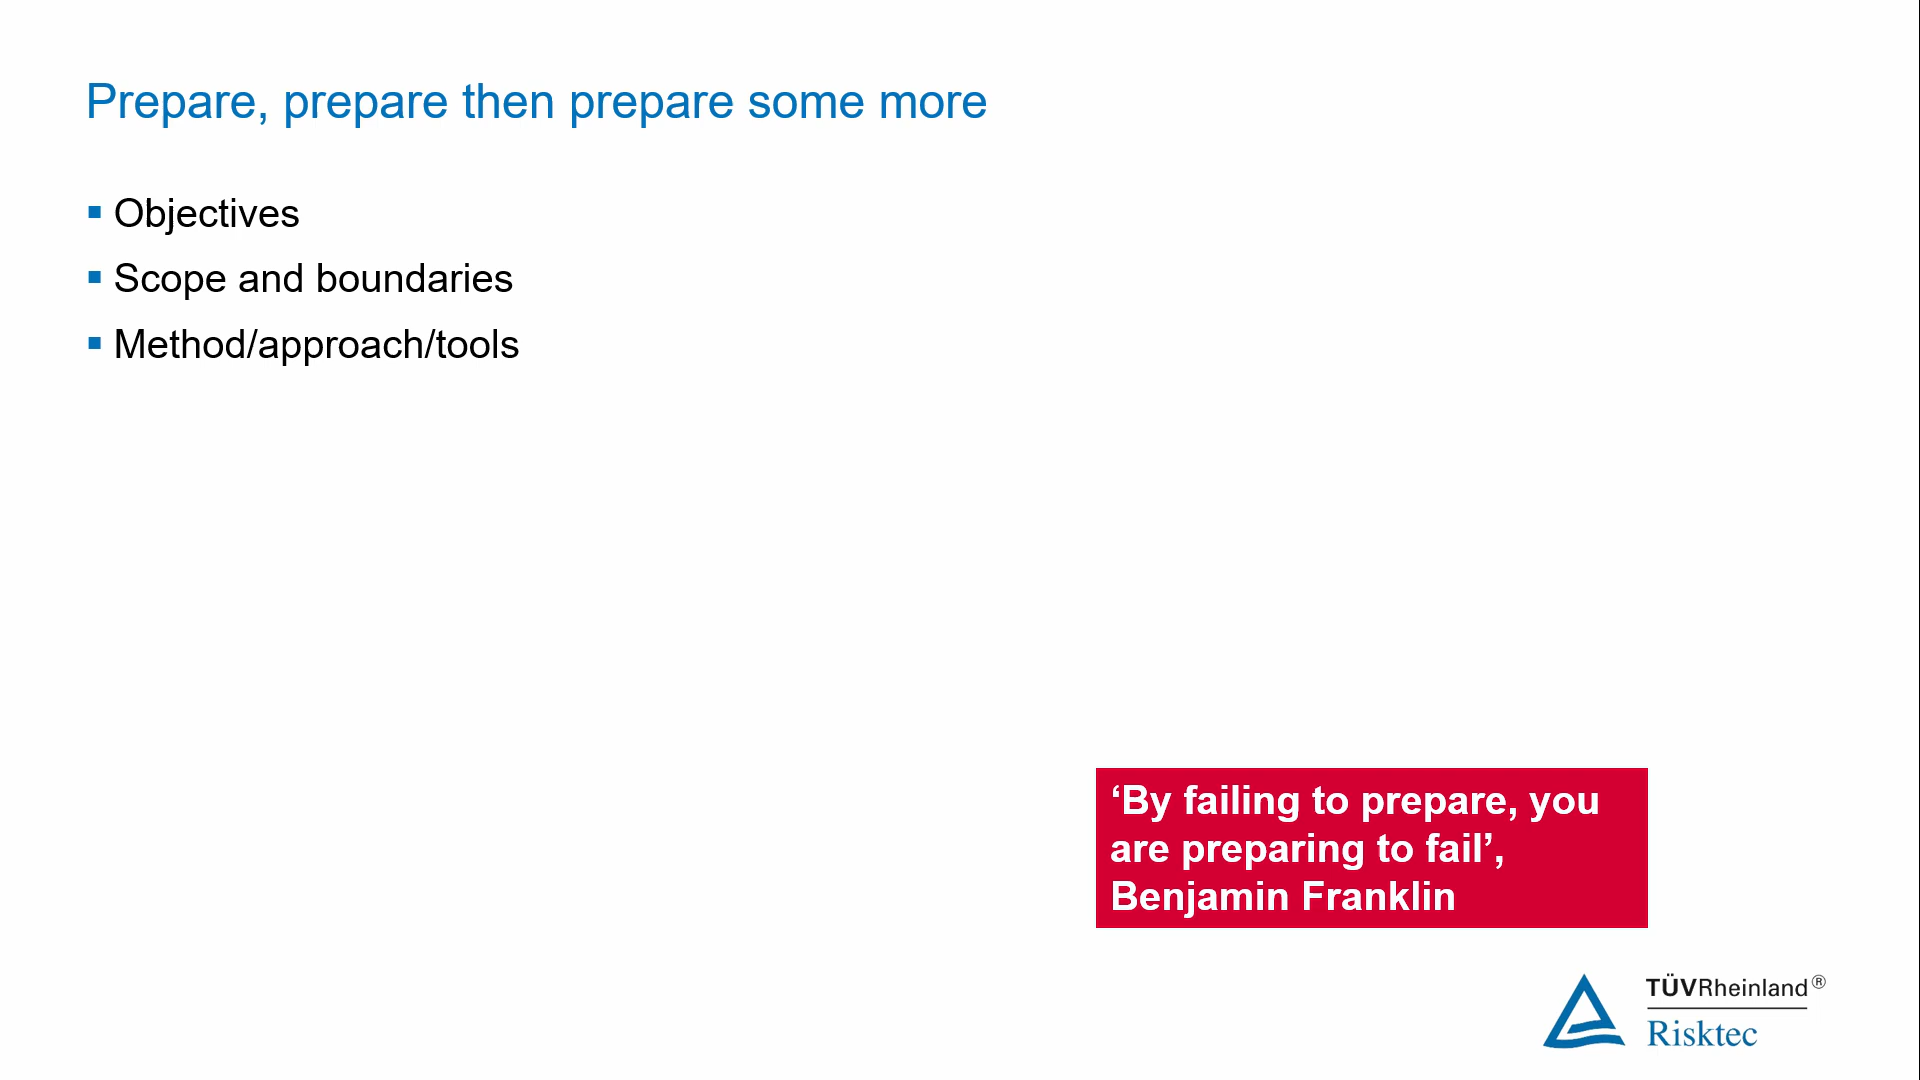 Prepare, prepare then prepare some more
▪ Objectives
▪ Scope and boundaries
▪ Method/approach/tools
‘By failing to prepare, you
are preparing to fail’,
Benjamin Franklin
TÜVRheinland®
Risktec